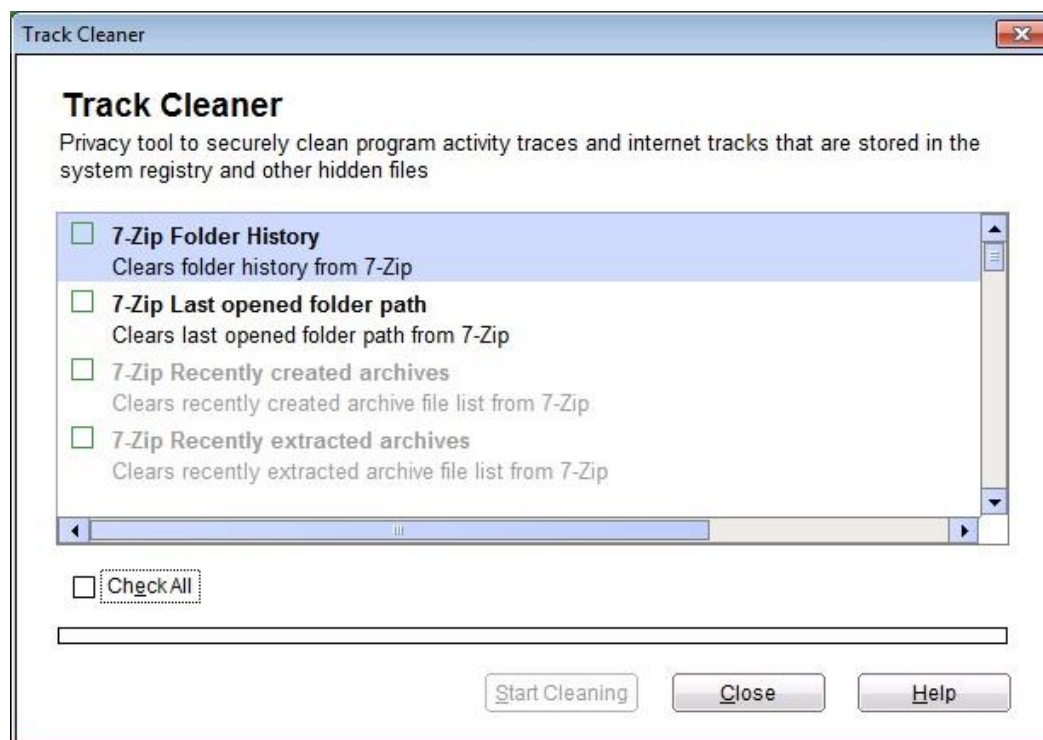 Track Cleaner
Track Cleaner
Privacy tool to securely clean program activity traces and internet tracks that are stored in the
system registry and other hidden files
7-Zip Folder History
Clears folder history from 7-Zip
7-Zip Last opened folder path
Clears last opened folder path from 7-Zip
7-Zip Recently created archives
Clears recently created archive file list from 7-Zip
7-Zip Recently extracted archives
Clears recently extracted archive file list from 7-Zip
Check All
Start Cleaning
Close
Help